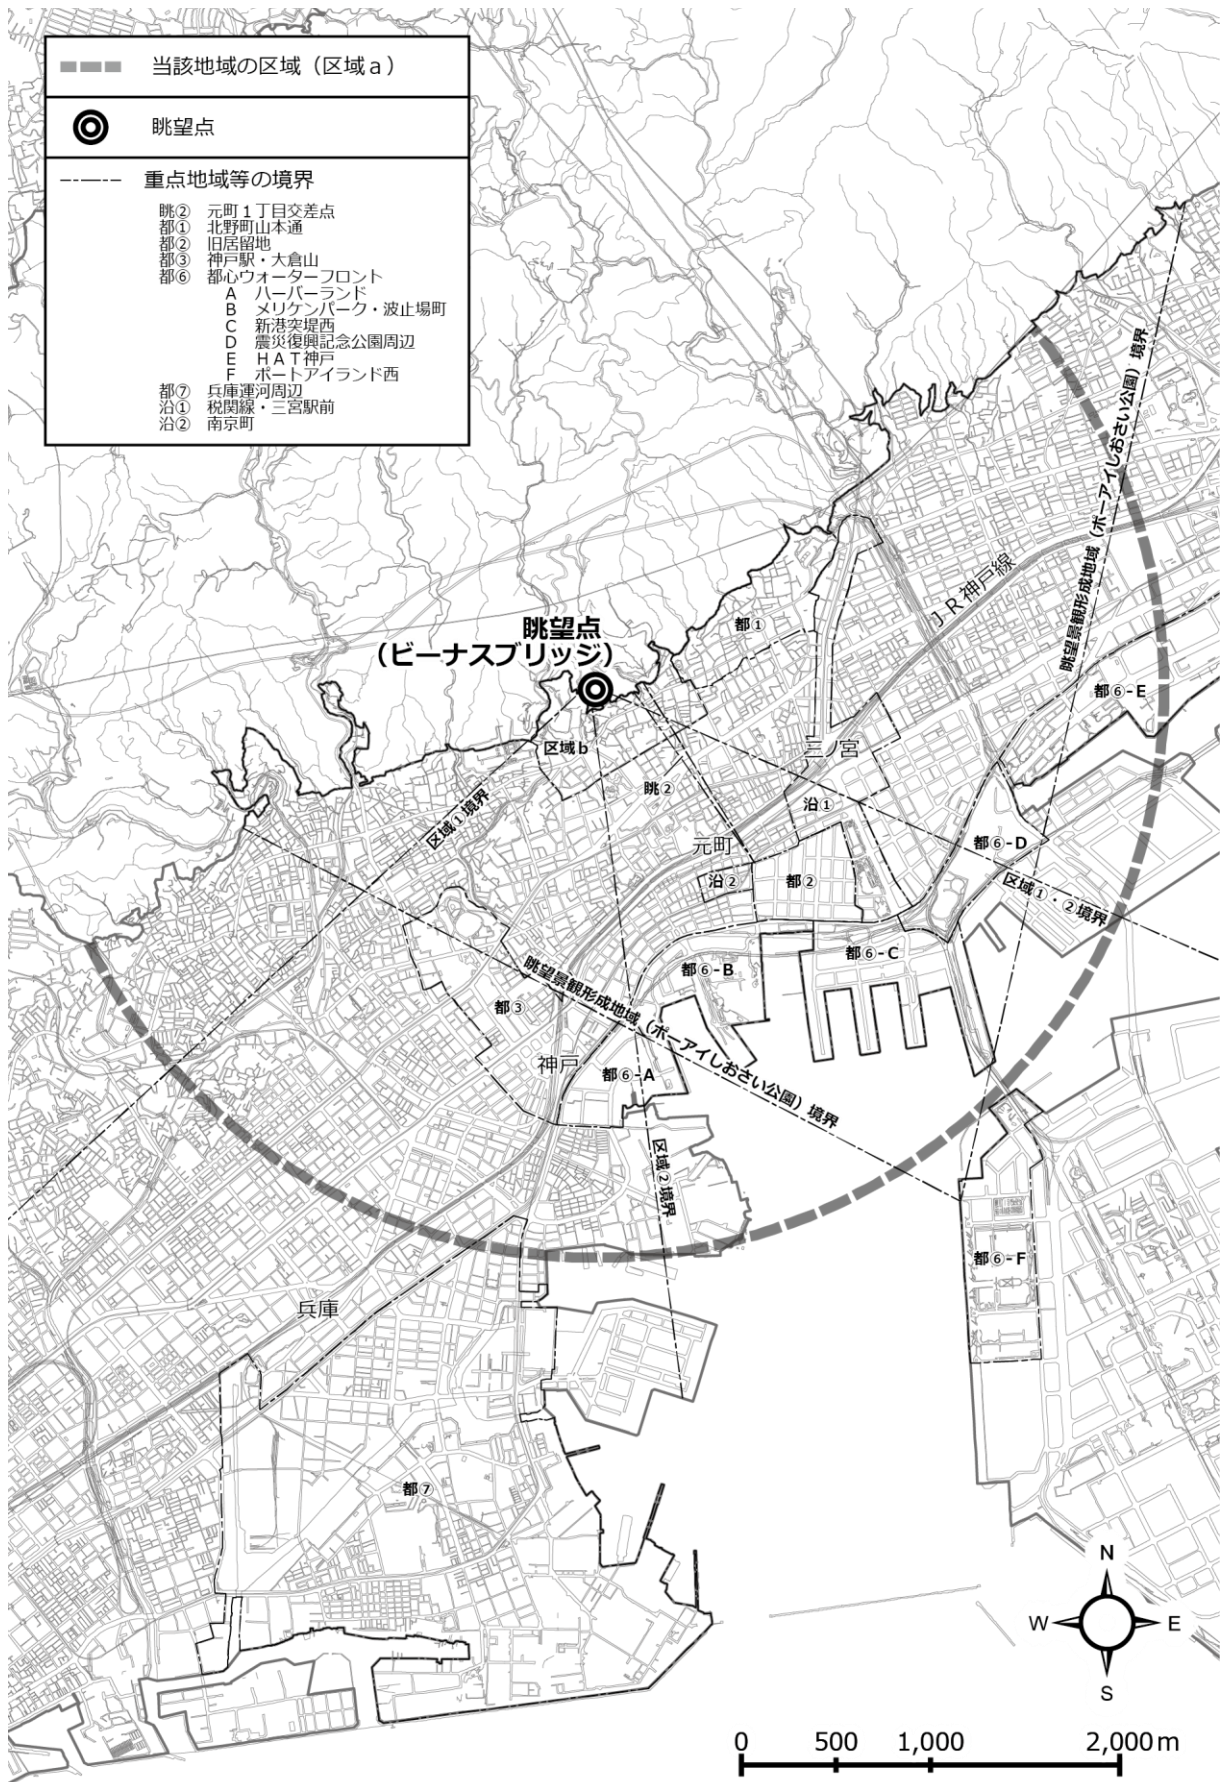 当該地域の区域（区域ａ）
眺望点
重点地域等の境界
眺② 元町１丁目交差点
都① 北野町山本通
都② 旧居留地
都③ 神戸駅・大倉山
都⑥ 都心ウォーターフロント
A ハーバーランド
B メリケンパーク・波止場町
C 新港突堤西
D 震災復興記念公園周辺
E ＨＡＴ神戸
F ポートアイランド西
都⑦ 兵庫運河周辺
沿① 税関線・三宮駅前
沿② 南京町
眺望景観形成地域（ポーアイしおさい公園）境界
ＪＲ神戸線
都①
眺望点
（ビーナスブリッジ）
都⑥-E
区域b
三ノ宮
眺②
区域①境界
沿①
元町
都⑥-D
沿②
都②
区域①・②境界
都⑥-C
都⑥-B
眺望景観形成地域（ポーアイしおさい公園）境界
都③
神戸
都⑥-A
区域②境界
都⑥-F
兵庫
都⑦
N
W
E
S
0 500 1,000 2,000m